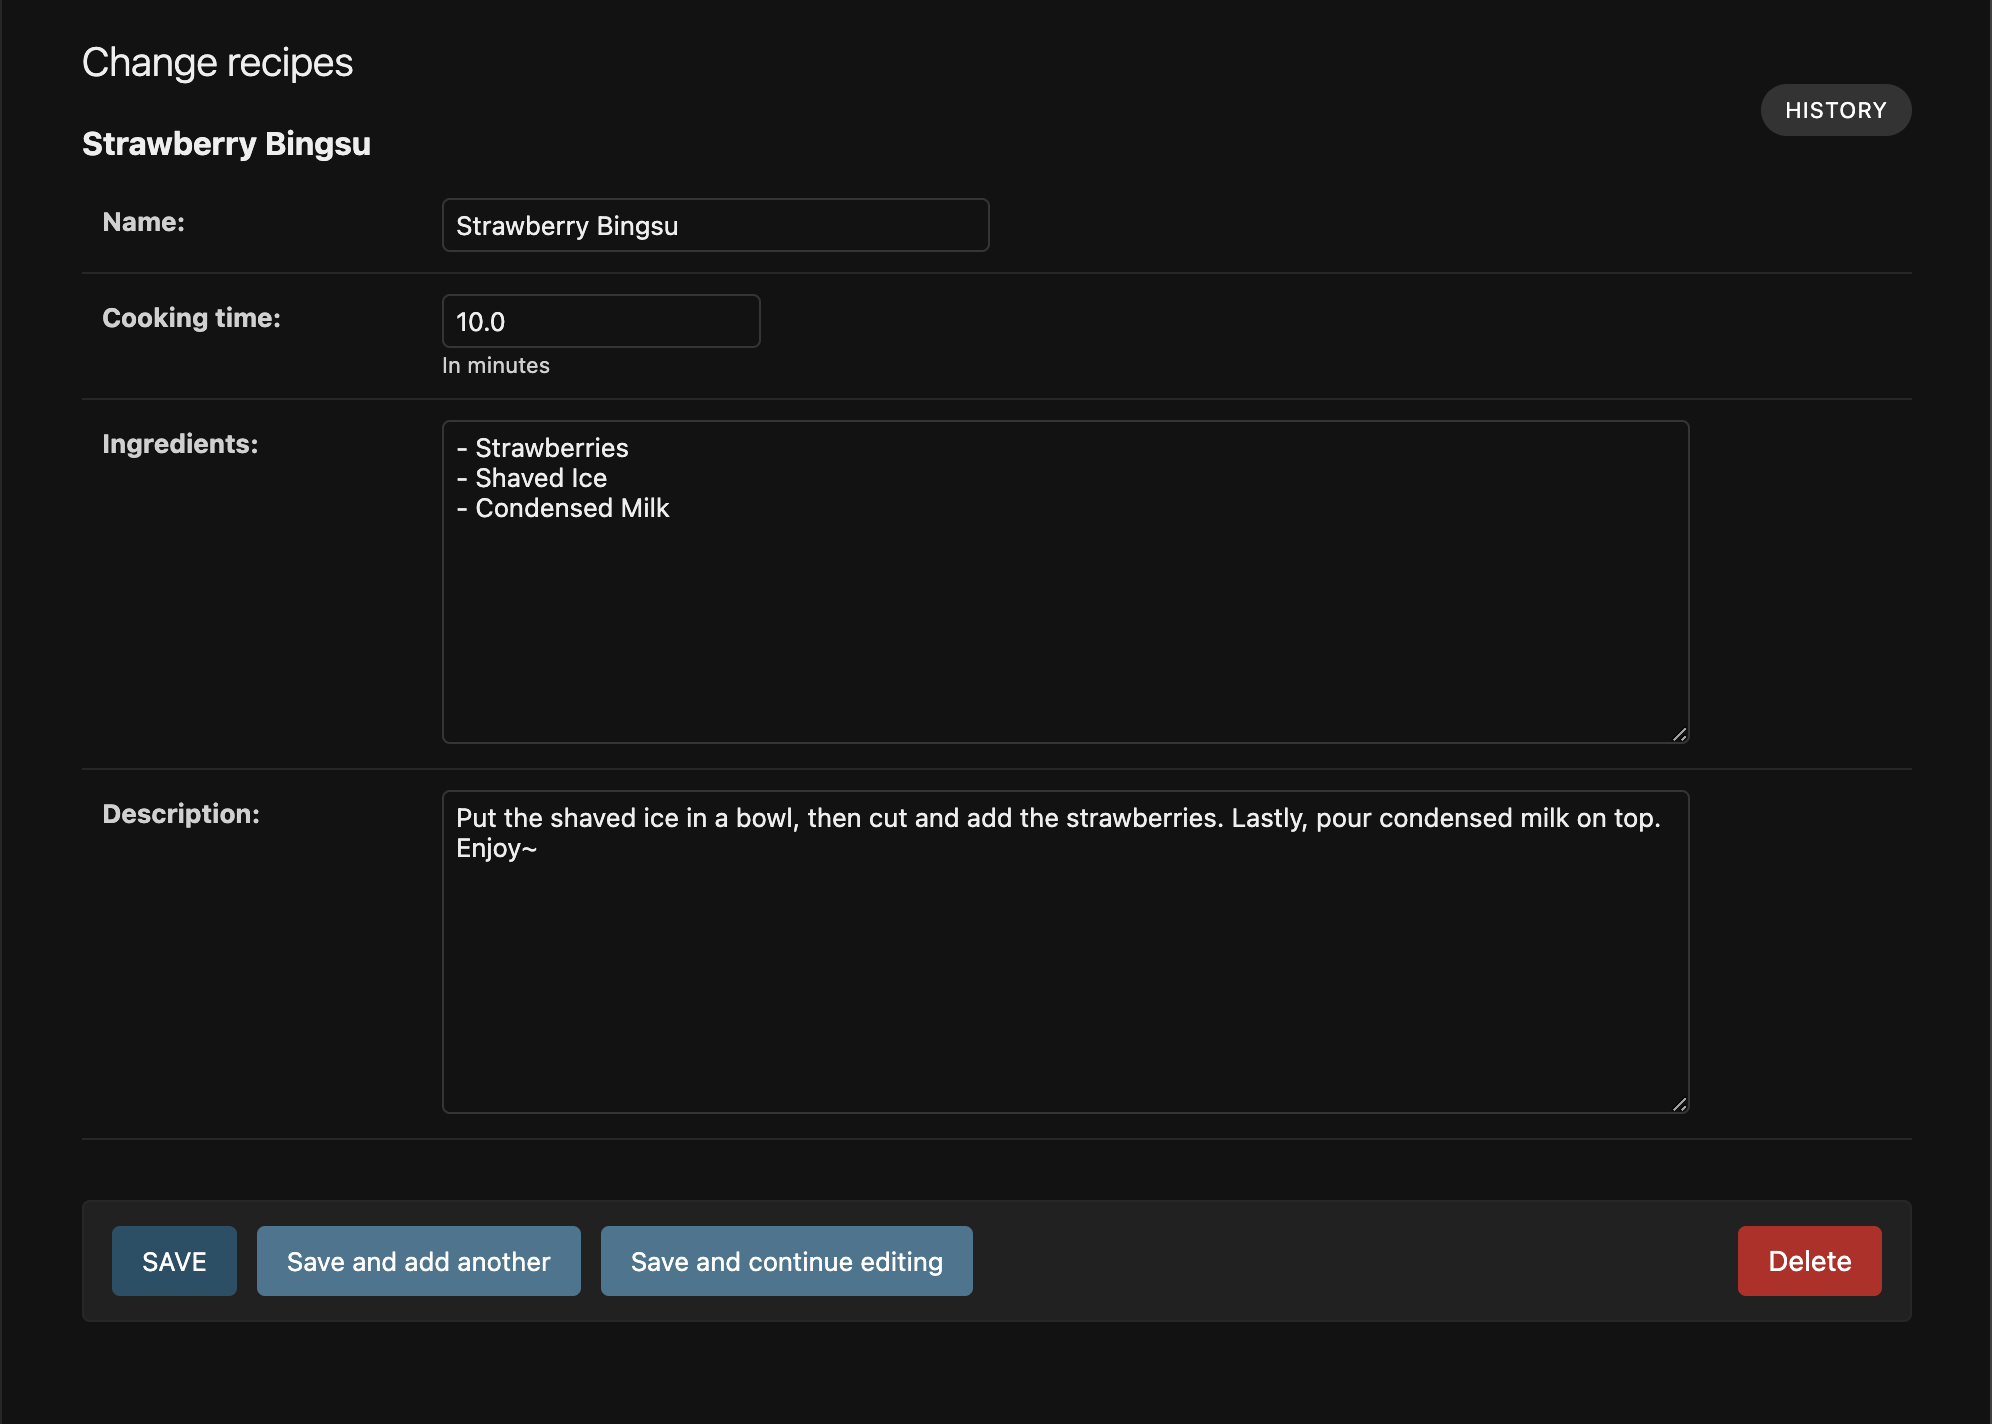 Change recipes
HISTORY
Strawberry Bingsu
Name:
Strawberry Bingsu
Cooking time:
10.0
In minutes
Ingredients:
- Strawberries
- Shaved Ice
- Condensed Milk
Description:
Put the shaved ice in a bowl, then cut and add the strawberries. Lastly, pour condensed milk on top.
Enjoy~
SAVE
Save and add another
Save and continue editing
Delete